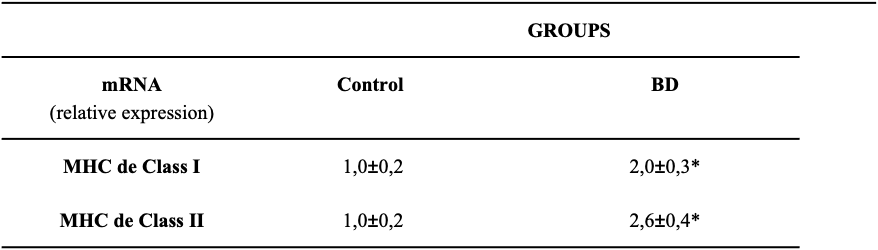 GROUPS
mRNA Control BD
(relative expression)
MHC de Class I 1,0±0,2 2,0±0,3*
MHC de Class II 1,0±0,2 2,6±0,4*